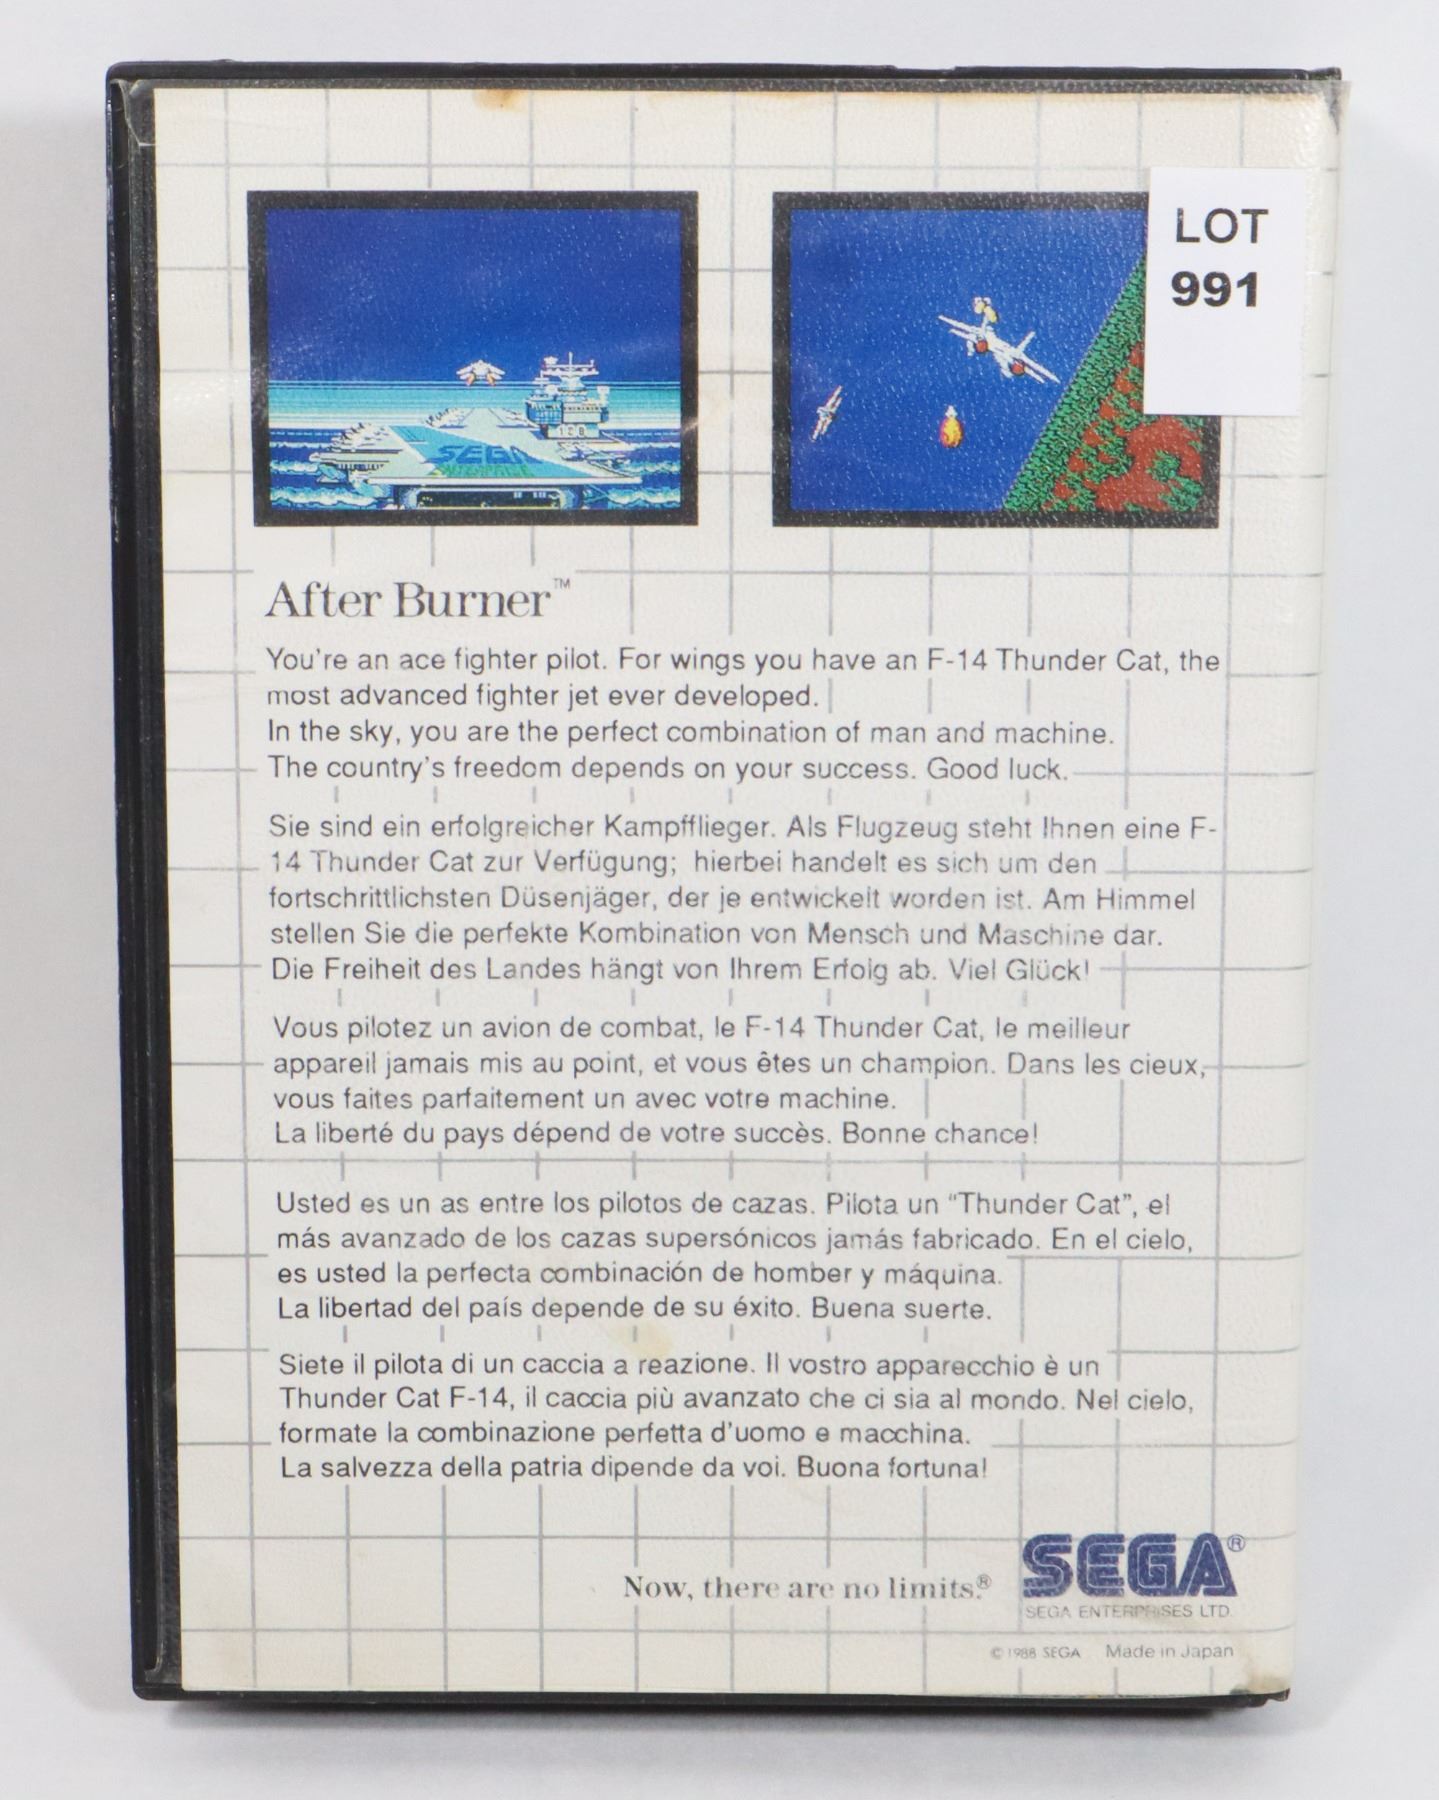 LOT
991
SEGA
ENTERPRISE
After Burner™
You're an ace fighter pilot. For wings you have an F-14 Thunder Cat, the
most advanced fighter jet ever developed.
In the sky, you are the perfect combination of man and machine.
The country's freedom depends on your success. Good luck.
Sie sind ein erfolgreicher Kampfflieger. Als Flugzeug steht Ihnen eine F-
14 Thunder Cat zur Verfügung; hierbei handelt es sich um den
fortschrittlichsten Düsenjäger, der je entwickelt worden ist. Am Himmel
stellen Sie die perfekte Kombination von Mensch und Maschine dar.
Die Freiheit des Landes hängt von Ihrem Erfolg ab. Viel Glück!
Vous pilotez un avion de combat, le F-14 Thunder Cat, le meilleur
appareil jamais mis au point, et vous êtes un champion. Dans les cieux,
vous faites parfaitement un avec votre machine.
La liberté du pays dépend de votre succès. Bonne chance!
Usted es un as entre los pilotos de cazas. Pilota un “Thunder Cat”, el
más avanzado de los cazas supersónicos jamás fabricado. En el cielo,
es usted la perfecta combinación de homber y máquina.
La libertad del país depende de su éxito. Buena suerte.
Siete il pilota di un caccia a reazione. Il vostro apparecchio è un
Thunder Cat F-14, il caccia più avanzato che ci sia al mondo. Nel cielo,
formate la combinazione perfetta d'uomo e macchina.
La salvezza della patria dipende da voi. Buona fortuna!
Now, there are no limits.®
SEGA®
SEGA ENTERPRISES LTD.
© 1988 SEGA Made in Japan